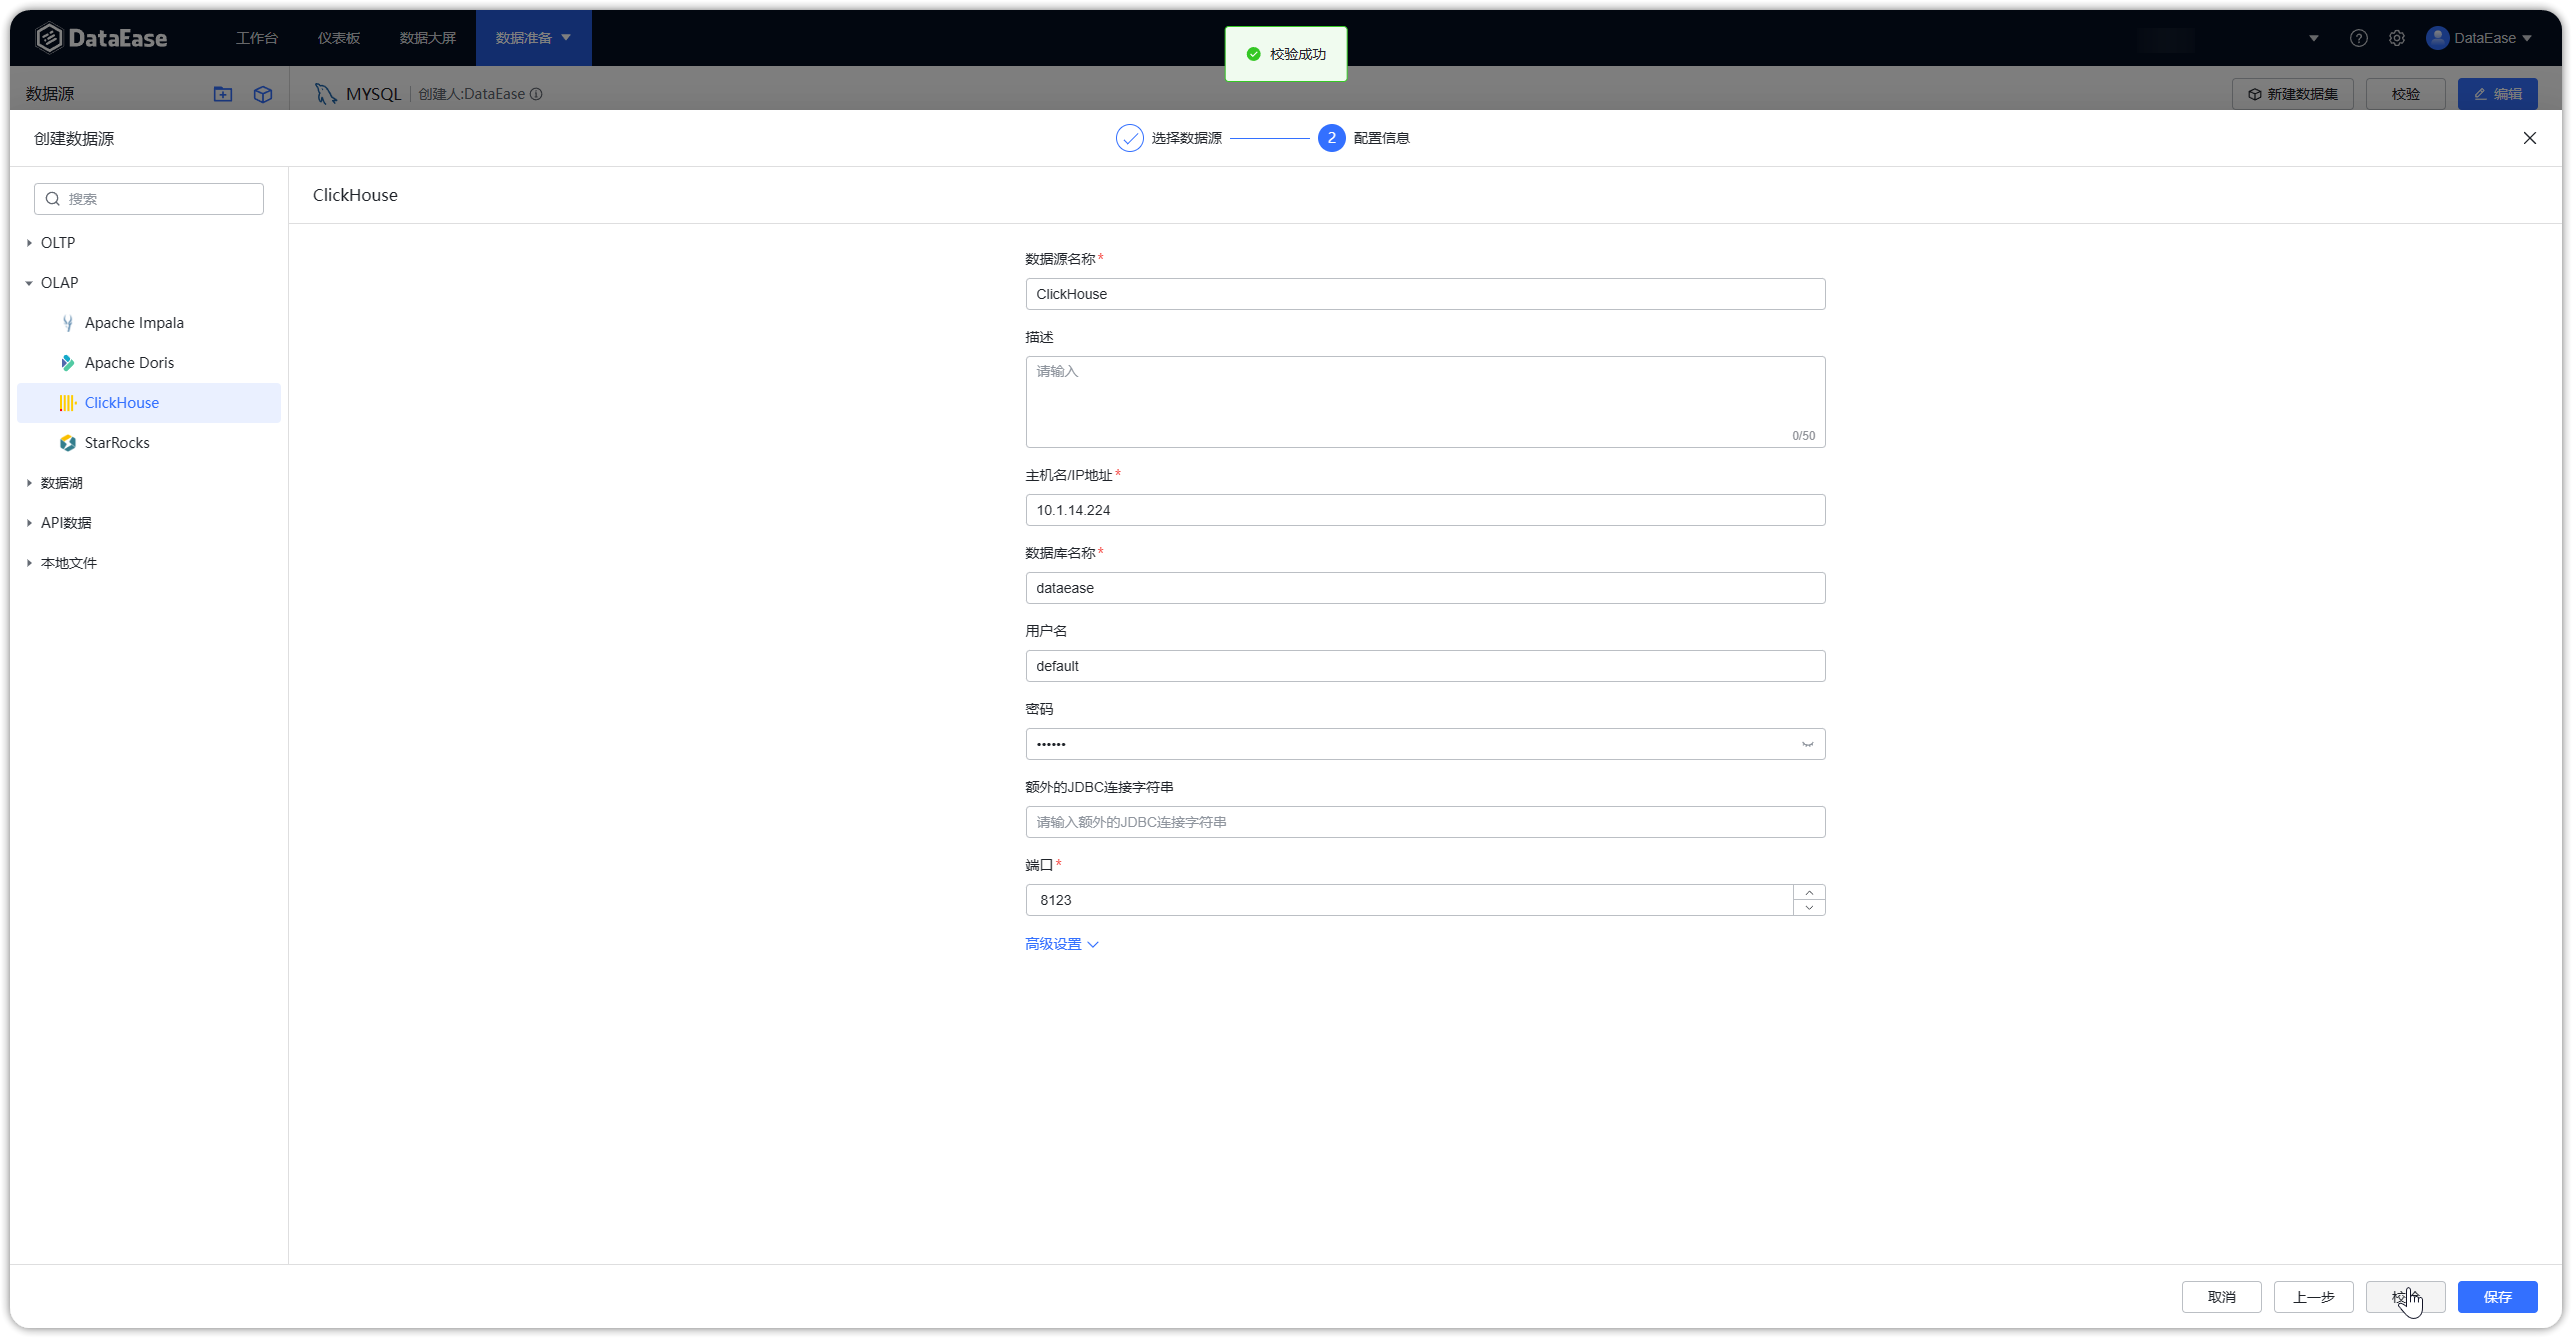 DataEase 工作台 仪表板 数据大屏 数据准备 DataEase
校验成功
数据源 MYSQL 创建人:DataEase 新建数据集 校验 编辑
创建数据源 选择数据源 2 配置信息
搜索
OLTP
OLAP
Apache Impala
Apache Doris
ClickHouse
StarRocks
数据湖
API数据
本地文件
ClickHouse
数据源名称*
ClickHouse
描述
请输入
0/50
主机名/IP地址*
10.1.14.224
数据库名称*
dataease
用户名
default
密码
••••••
额外的JDBC连接字符串
请输入额外的JDBC连接字符串
端口*
8123
高级设置
取消 上一步 校验 保存